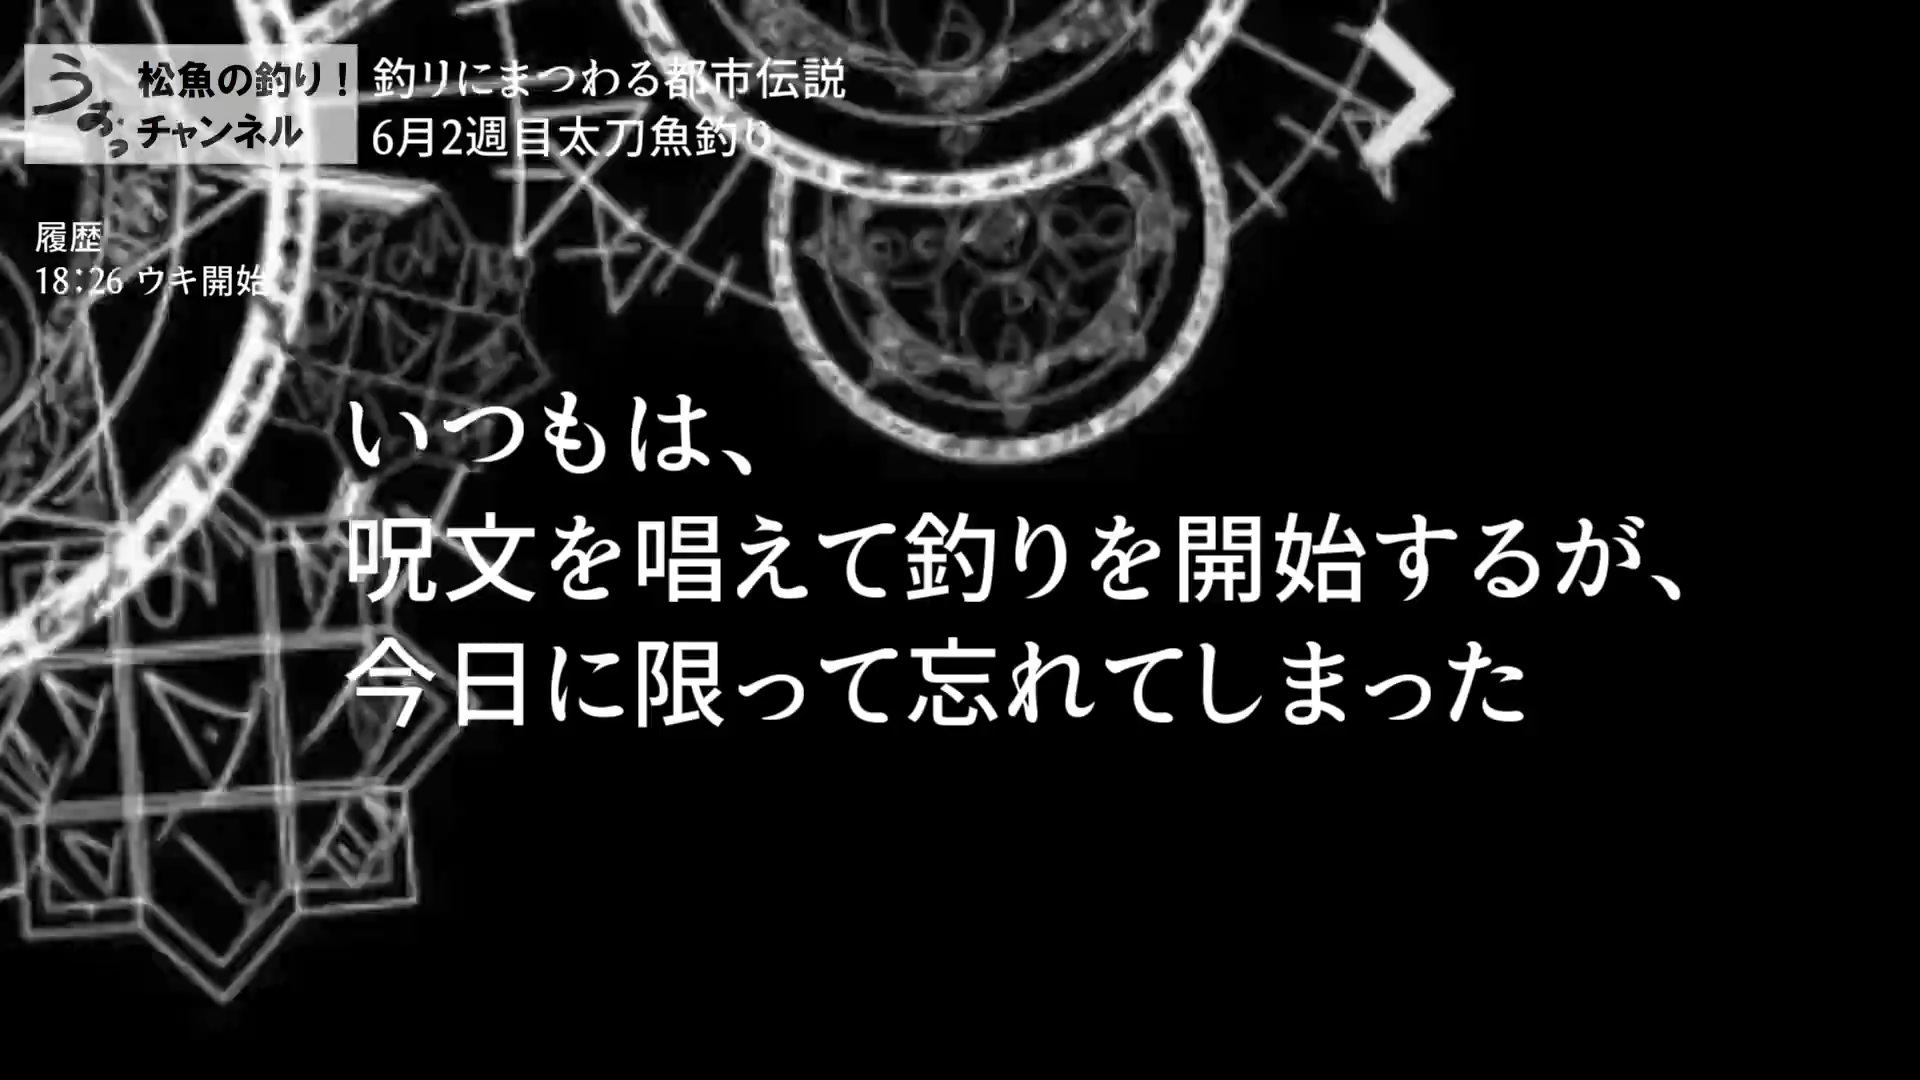 うおっ
松魚の釣り！
チャンネル
釣りにまつわる都市伝説
6月2週目太刀魚釣り
履歴
18:26 ウキ開始
いつもは、
呪文を唱えて釣りを開始するが、
今日に限って忘れてしまった